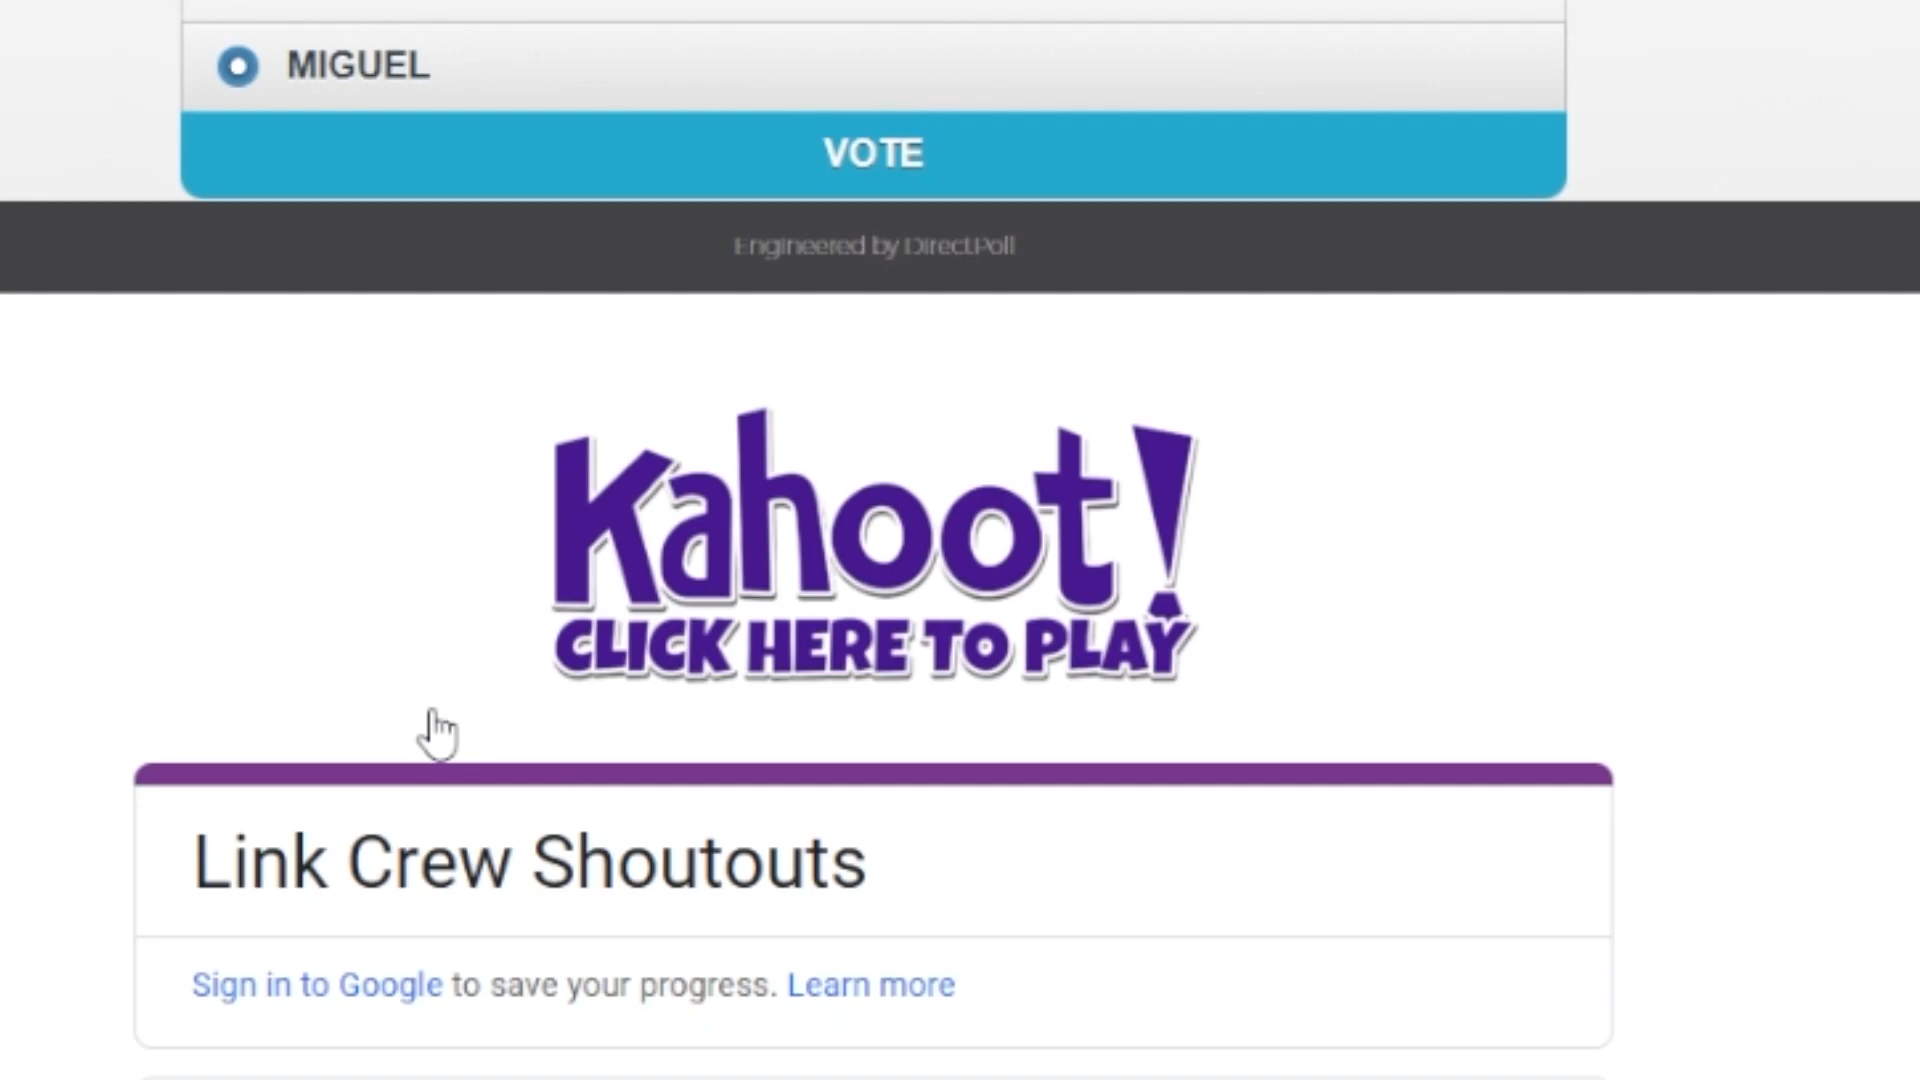 MIGUEL
VOTE
Engineered by DirectPoll
Kahoot!
CLICK HERE TO PLAY
Link Crew Shoutouts
Sign in to Google to save your progress. Learn more